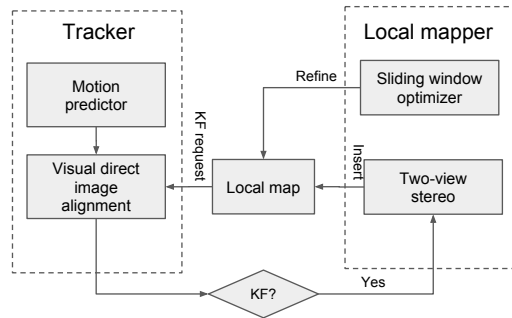 Tracker
Motion
predictor
Visual direct
image
alignment
KF request
Local map
Refine
Local mapper
Sliding window
optimizer
Insert
Two-view
stereo
KF?
Yes